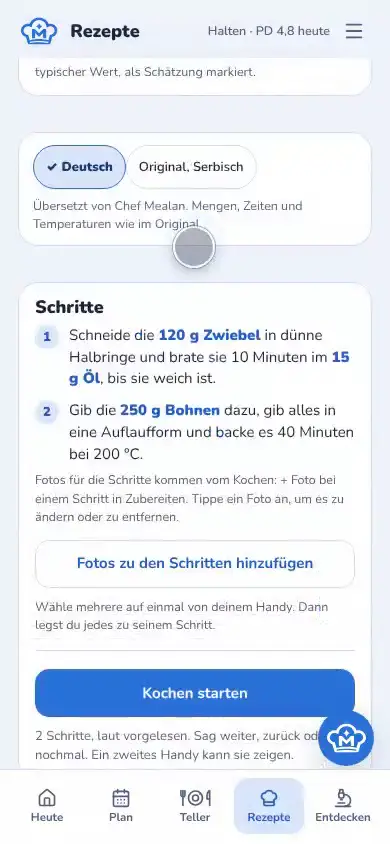 Rezepte
Halten · PD 4,8 heute
typischer Wert, als Schätzung markiert.
✓ Deutsch
Original, Serbisch
Übersetzt von Chef Mealan. Mengen, Zeiten und
Temperaturen wie im Original.
Schritte
1 Schneide die 120 g Zwiebel in dünne
Halbringe und brate sie 10 Minuten im 15
g Öl, bis sie weich ist.
2 Gib die 250 g Bohnen dazu, gib alles in
eine Auflaufform und backe es 40 Minuten
bei 200 °C.
Fotos für die Schritte kommen vom Kochen: + Foto bei
einem Schritt in Zubereiten. Tippe ein Foto an, um es zu
ändern oder zu entfernen.
Fotos zu den Schritten hinzufügen
Wähle mehrere auf einmal von deinem Handy. Dann
legst du jedes zu seinem Schritt.
Kochen starten
2 Schritte, laut vorgelesen. Sag weiter, zurück
nochmal. Ein zweites Handy kann sie zeigen.
Heute
Plan
Teller
Rezepte
Entdecken